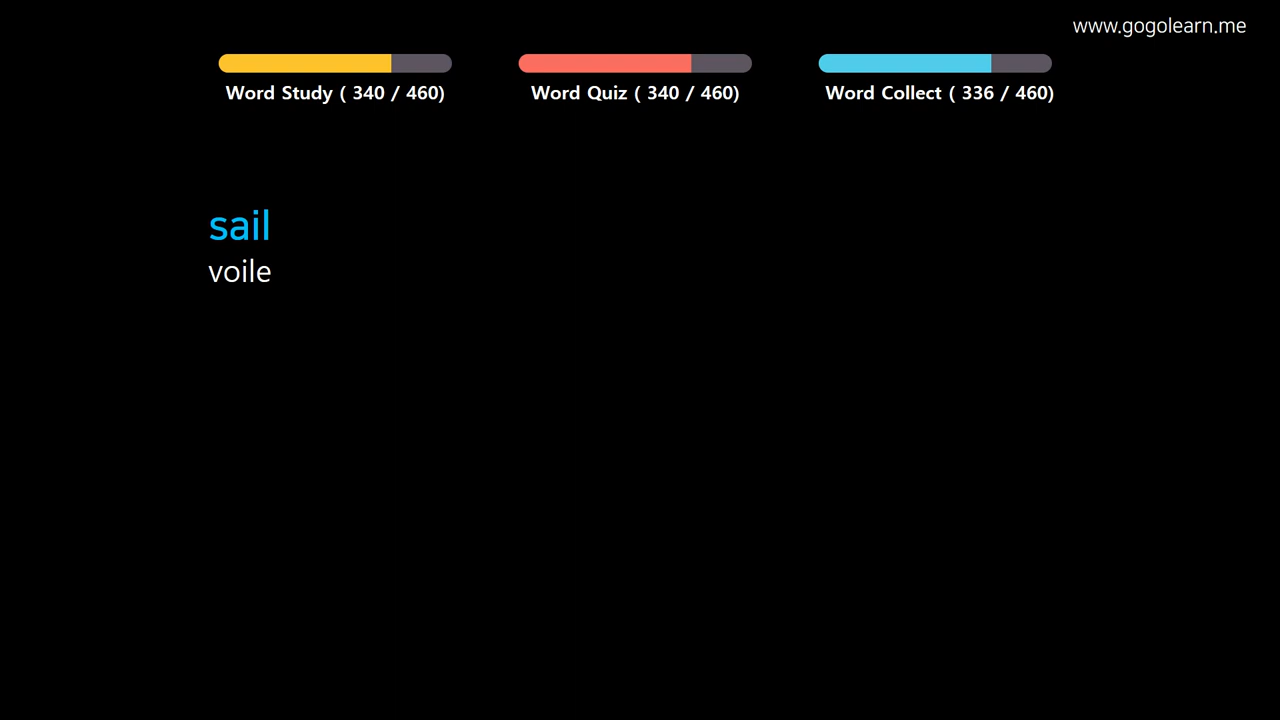 www.gogolearn.me
Word Study ( 340 / 460)
Word Quiz ( 340 / 460)
Word Collect ( 336 / 460)
sail
voile